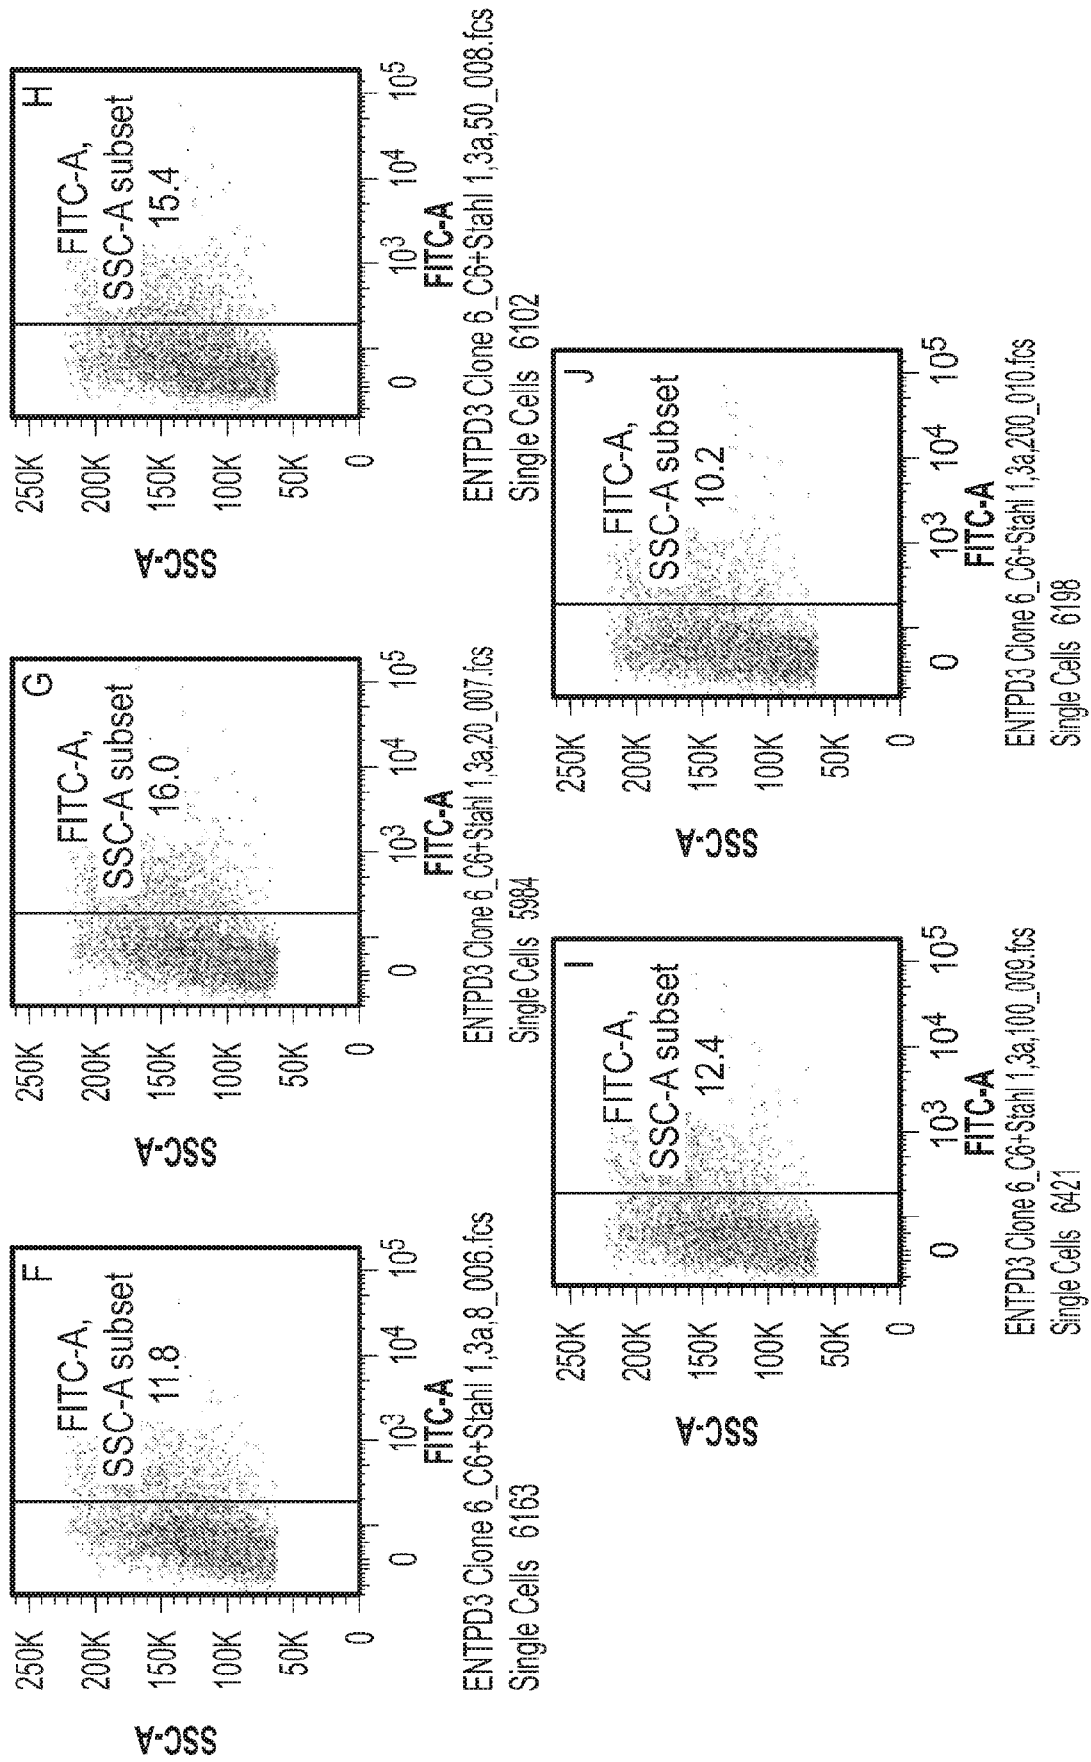 F
FITC-A,
SSC-A subset
11.8
250K
200K
150K
100K
50K
0
SSC-A
0
10³
10⁴
10⁵
FITC-A
ENTPD3 Clone 6_C6+Stahl 1,3a,8_006.fcs
Single Cells 6163
G
FITC-A,
SSC-A subset
16.0
250K
200K
150K
100K
50K
0
SSC-A
0
10³
10⁴
10⁵
FITC-A
ENTPD3 Clone 6_C6+Stahl 1,3a,20_007.fcs
Single Cells 5984
H
FITC-A,
SSC-A subset
15.4
250K
200K
150K
100K
50K
0
SSC-A
0
10³
10⁴
10⁵
FITC-A
ENTPD3 Clone 6_C6+Stahl 1,3a,50_008.fcs
Single Cells 6102
I
FITC-A,
SSC-A subset
12.4
250K
200K
150K
100K
50K
0
SSC-A
0
10³
10⁴
10⁵
FITC-A
ENTPD3 Clone 6_C6+Stahl 1,3a,100_009.fcs
Single Cells 6421
J
FITC-A,
SSC-A subset
10.2
250K
200K
150K
100K
50K
0
SSC-A
0
10³
10⁴
10⁵
FITC-A
ENTPD3 Clone 6_C6+Stahl 1,3a,200_010.fcs
Single Cells 6198